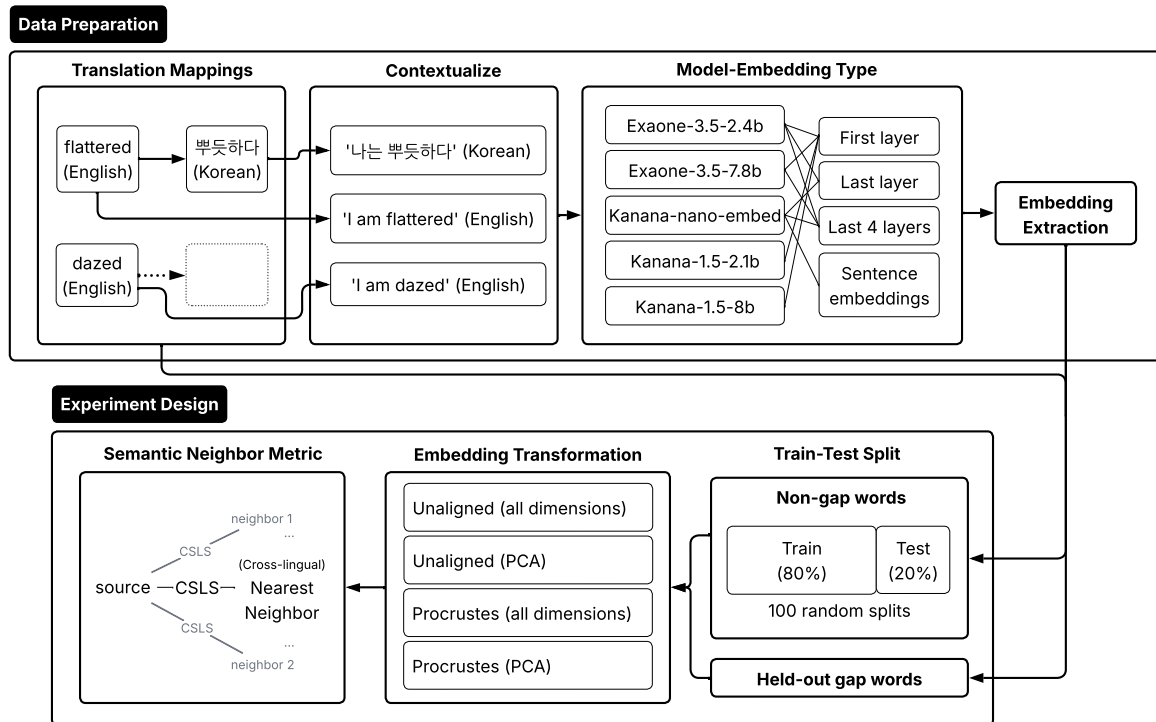 Data Preparation
Translation Mappings
flattered
(English)
뿌듯하다
(Korean)
dazed
(English)
Contextualize
'나는 뿌듯하다' (Korean)
'I am flattered' (English)
'I am dazed' (English)
Model-Embedding Type
Exaone-3.5-2.4b
Exaone-3.5-7.8b
Kanana-nano-embed
Kanana-1.5-2.1b
Kanana-1.5-8b
First layer
Last layer
Last 4 layers
Sentence
embeddings
Embedding
Extraction
Experiment Design
Semantic Neighbor Metric
neighbor 1
...
CSLS
source
CSLS
(Cross-lingual)
Nearest
Neighbor
CSLS
...
neighbor 2
Embedding Transformation
Unaligned (all dimensions)
Unaligned (PCA)
Procrustes (all dimensions)
Procrustes (PCA)
Train-Test Split
Non-gap words
Train
(80%)
Test
(20%)
100 random splits
Held-out gap words